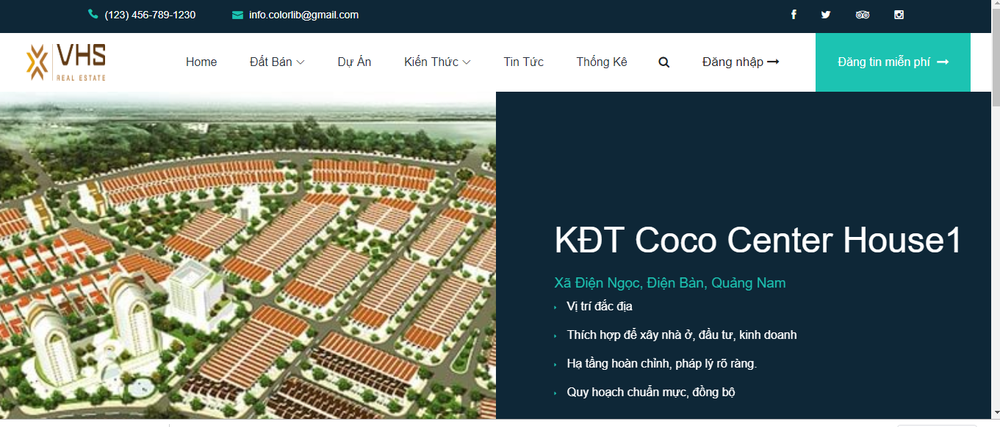 (123) 456-789-1230 info.colorlib@gmail.com
VHS
REAL ESTATE
Home Đất Bán Dự Án Kiến Thức Tin Tức Thống Kê Đăng nhập Đăng tin miễn phí
KĐT Coco Center House1
Xã Điện Ngọc, Điện Bàn, Quảng Nam
Vị trí đắc địa
Thích hợp để xây nhà ở, đầu tư, kinh doanh
Hạ tầng hoàn chỉnh, pháp lý rõ ràng.
Quy hoạch chuẩn mực, đồng bộ